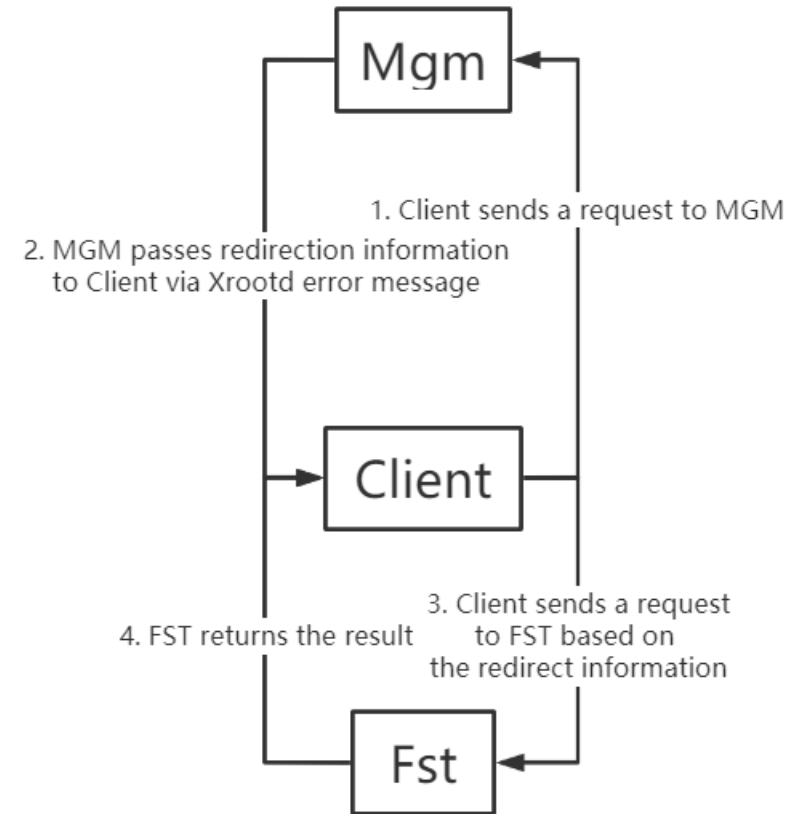 Mgm
1. Client sends a request to MGM
2. MGM passes redirection information
to Client via Xrootd error message
Client
3. Client sends a request
to FST based on
the redirect information
4. FST returns the result
Fst